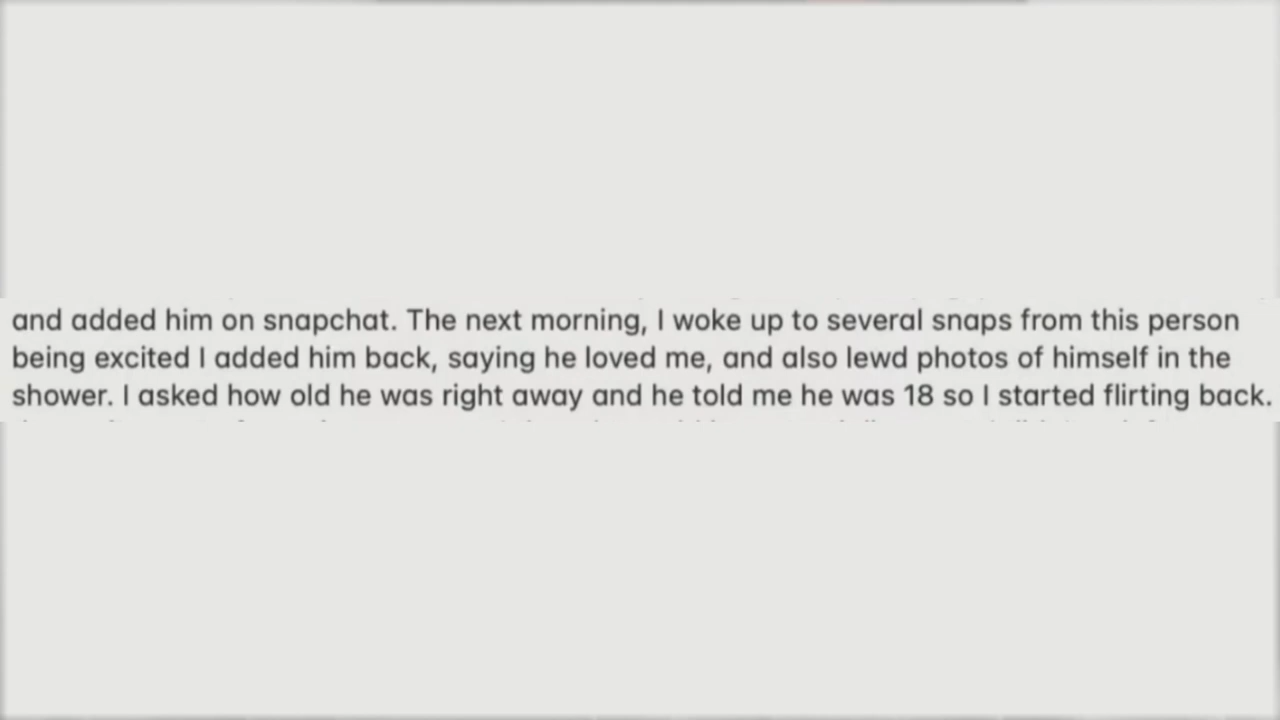 and added him on snapchat. The next morning, I woke up to several snaps from this person
being excited I added him back, saying he loved me, and also lewd photos of himself in the
shower. I asked how old he was right away and he told me he was 18 so I started flirting back.